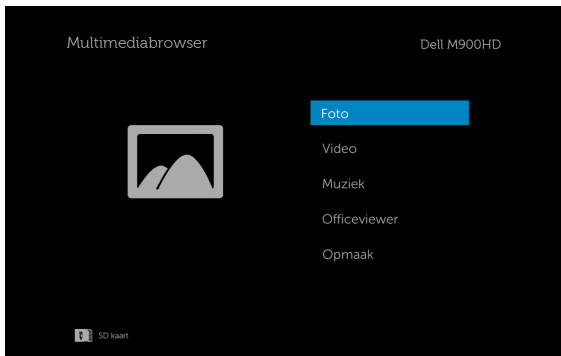 Multimediabrowser
Dell M900HD
Foto
Video
Muziek
Officeviewer
Opmaak
SD kaart